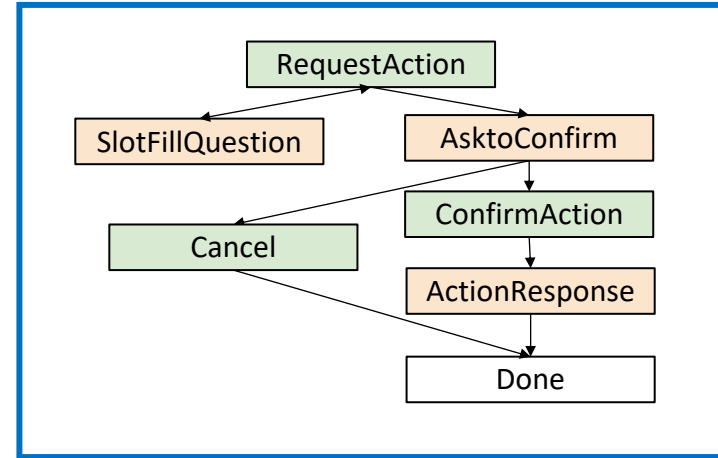 RequestAction
SlotFillQuestion
AsktoConfirm
ConfirmAction
Cancel
ActionResponse
Done